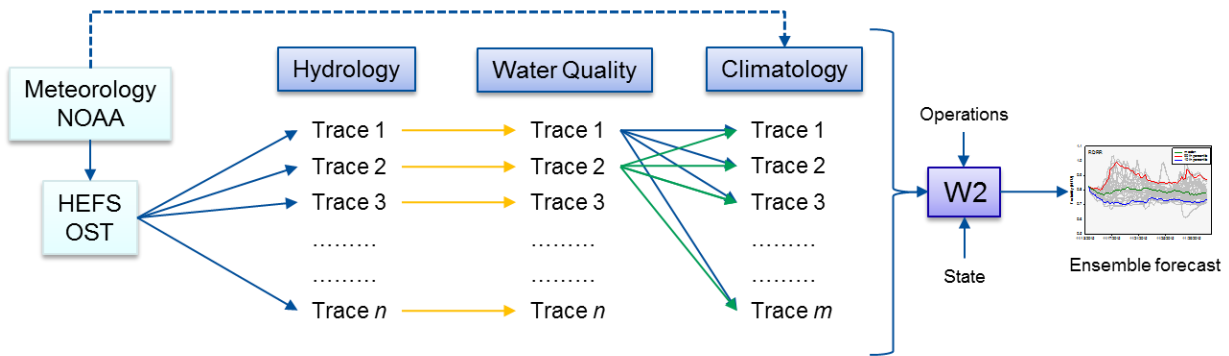 Meteorology
NOAA
HEFS
OST
Hydrology
Water Quality
Climatology
Trace 1
Trace 1
Trace 1
Trace 2
Trace 2
Trace 2
Trace 3
Trace 3
Trace 3
.........
.........
.........
.........
.........
.........
Trace n
Trace n
Trace m
Operations
W2
State
Ensemble forecast